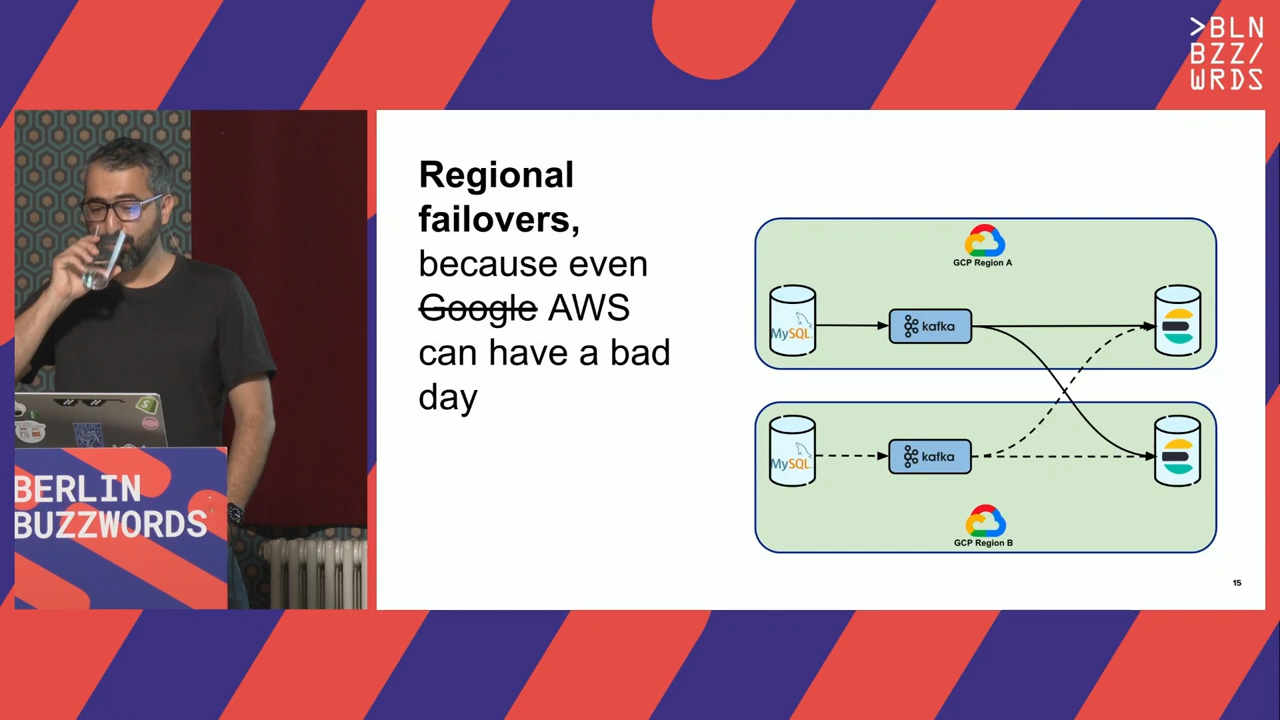 >BLN
BZZ/
WRDS
Regional
failovers,
because even
Google AWS
can have a bad
day
GCP Region A
MySQL
kafka
MySQL
kafka
GCP Region B
15
BERLIN
BUZZWORDS